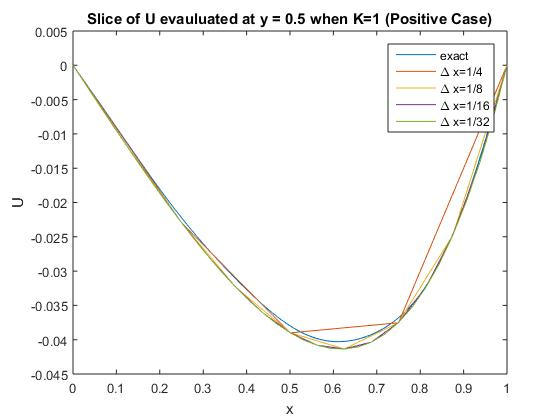 Slice of U evauluated at y = 0.5 when K=1 (Positive Case)
0.005
0
-0.005
-0.01
-0.015
-0.02
-0.025
-0.03
-0.035
-0.04
-0.045
U
exact
Δ x=1/4
Δ x=1/8
Δ x=1/16
Δ x=1/32
0 0.1 0.2 0.3 0.4 0.5 0.6 0.7 0.8 0.9 1
x